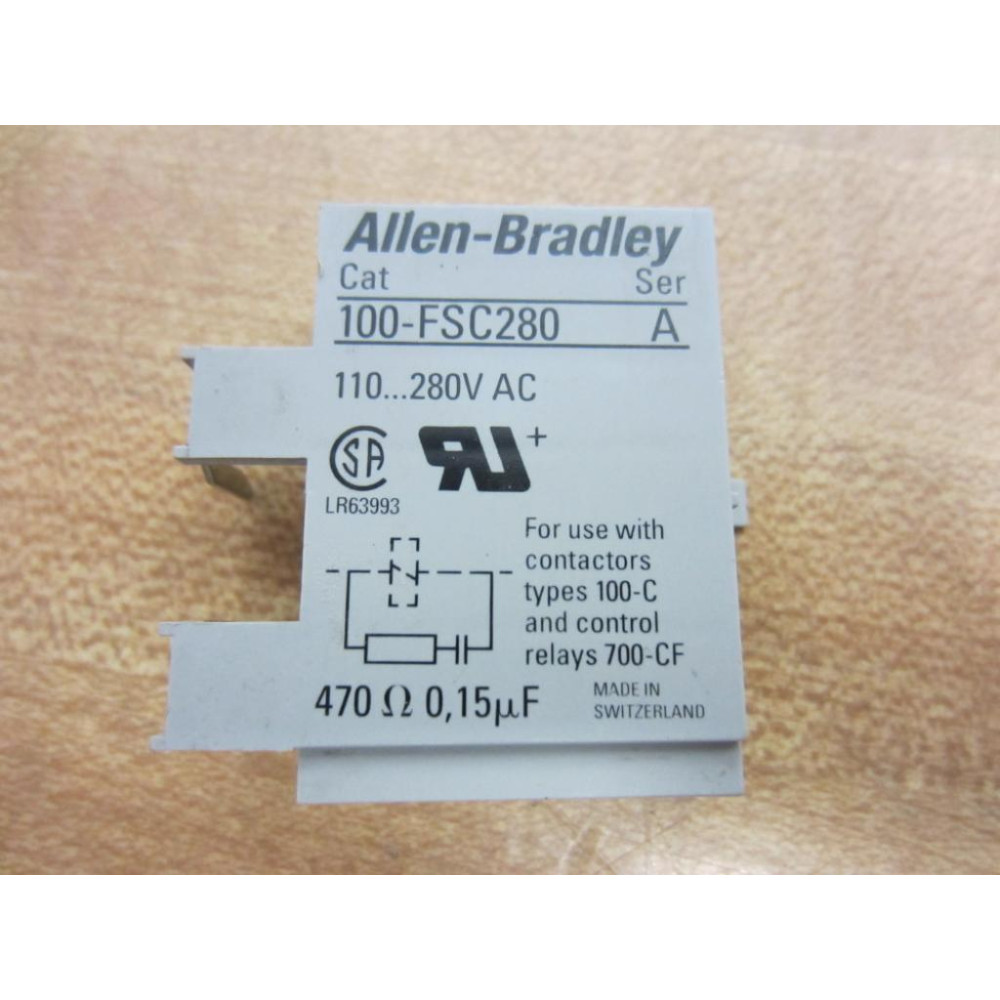 Allen-Bradley
Cat Ser
100-FSC280 A
110...280V AC
LR63993
For use with
contactors
types 100-C
and control
relays 700-CF
470 Ω 0,15µF
MADE IN
SWITZERLAND